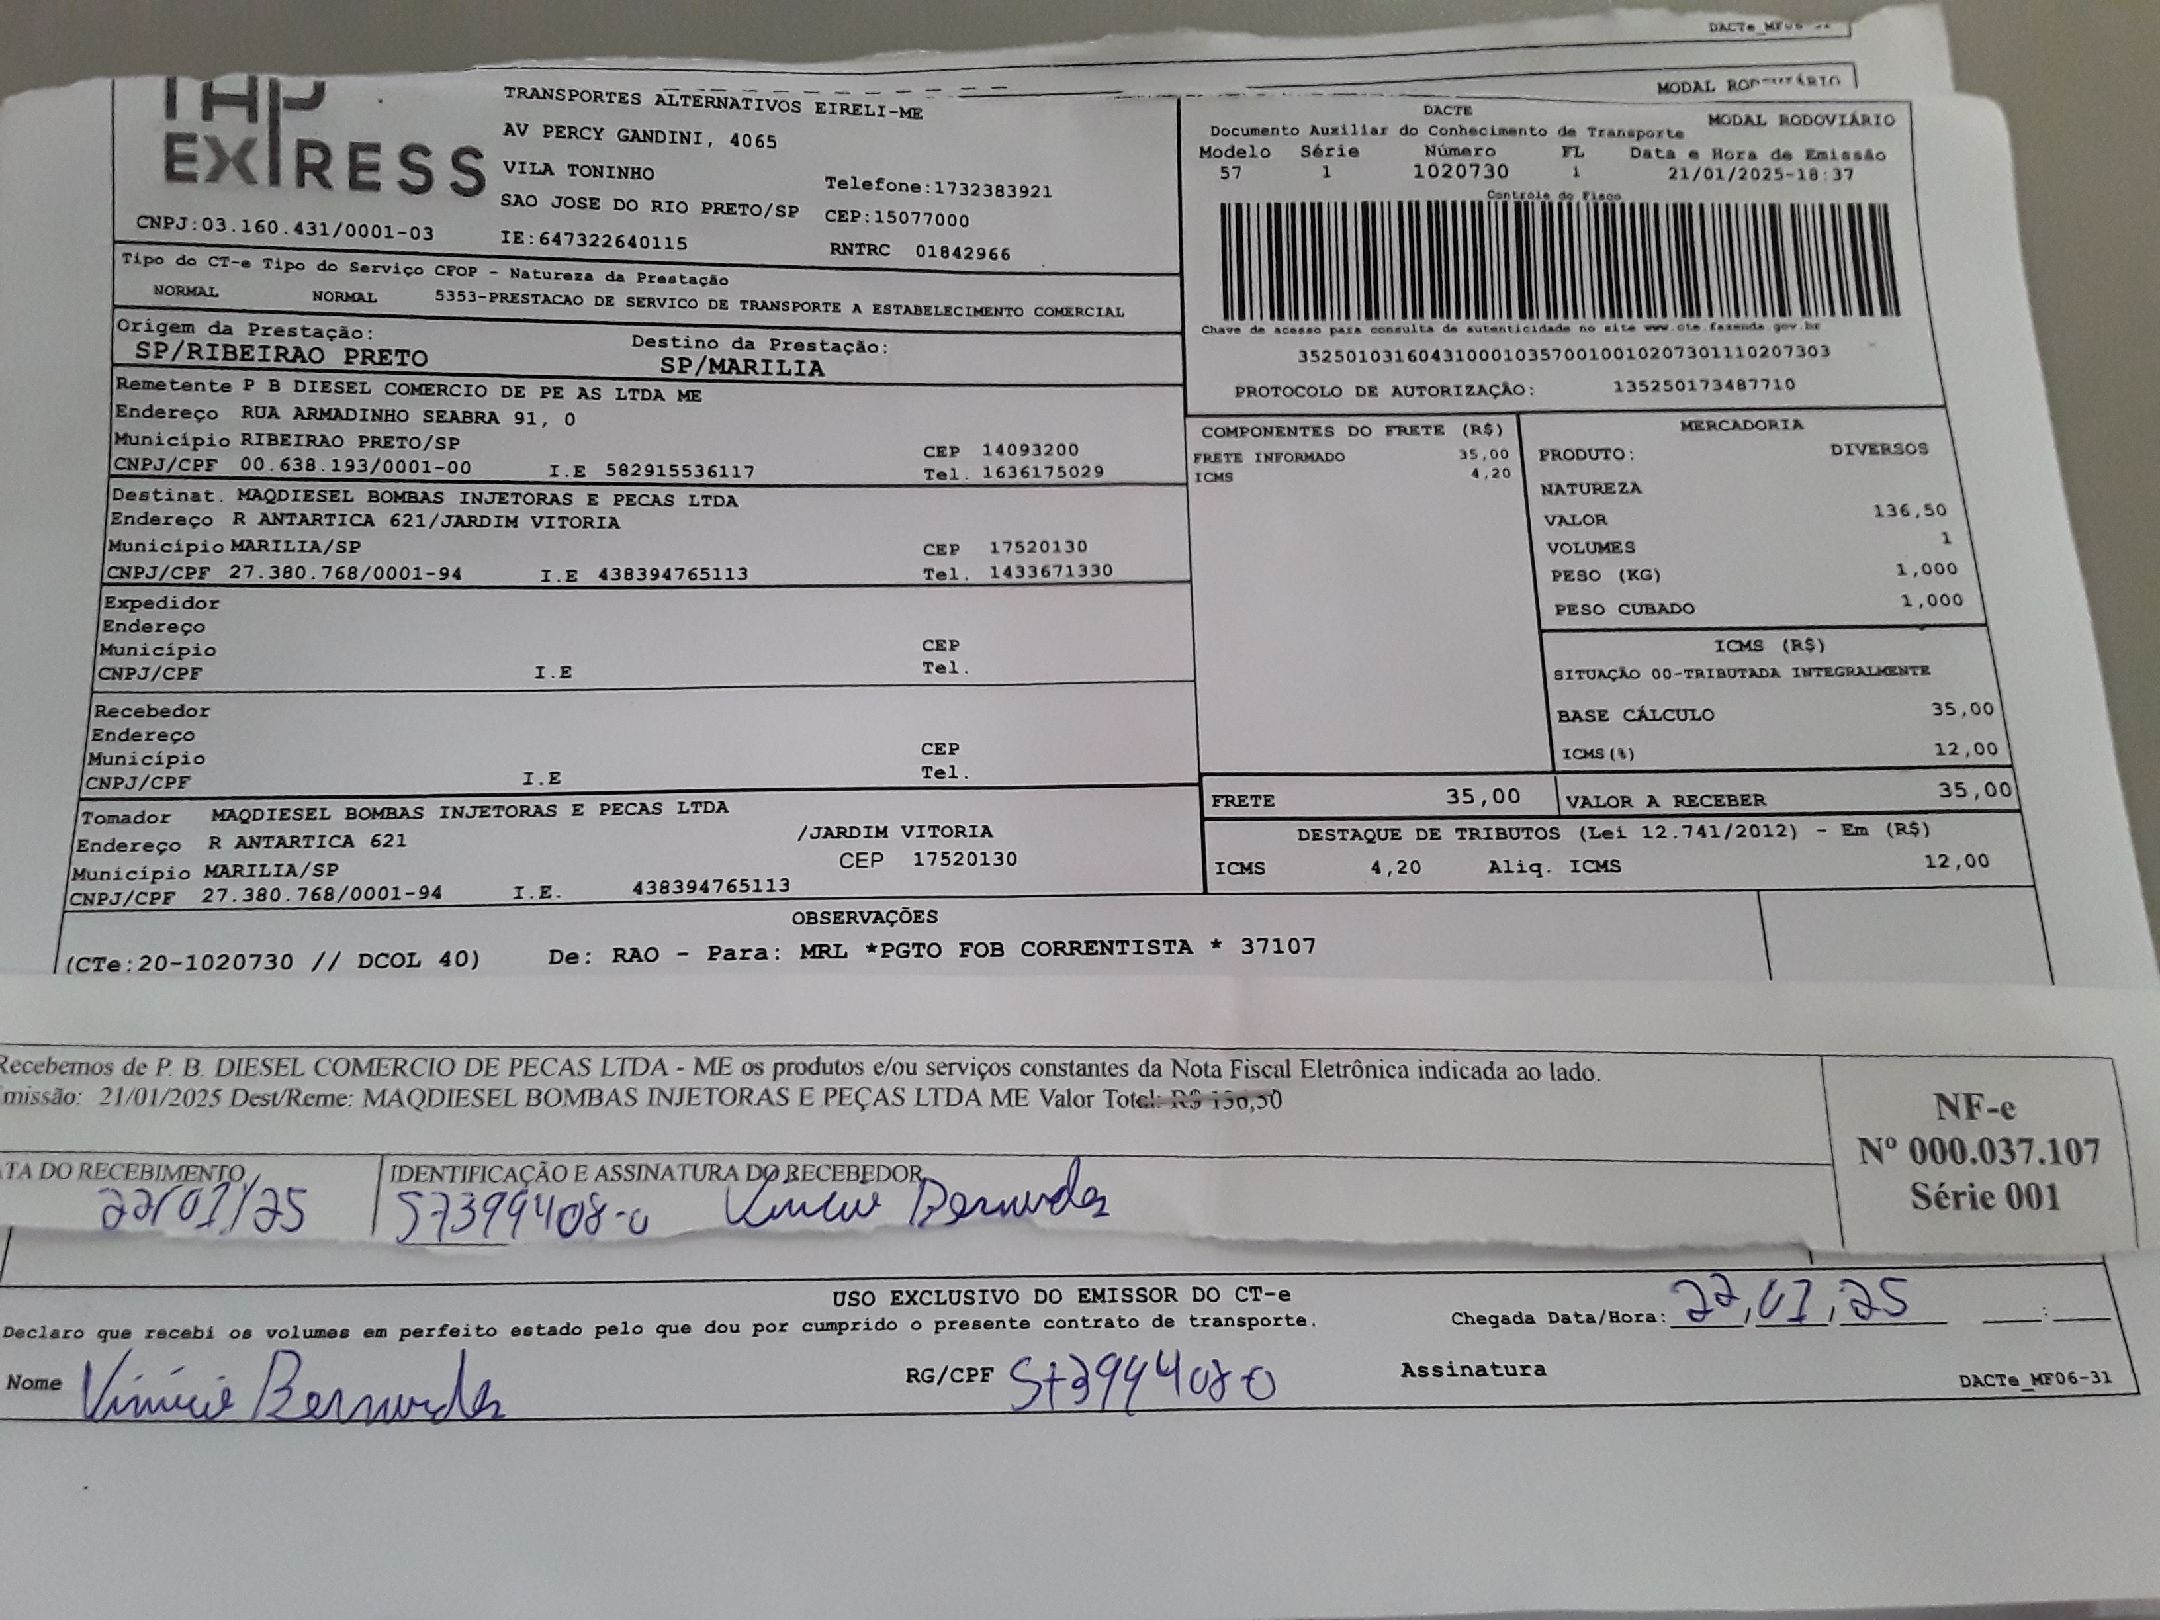 DACTe_MF06-31
MODAL RODOVIÁRIO
TAP
EXPRESS
CNPJ:03.160.431/0001-03
TRANSPORTES ALTERNATIVOS EIRELI-ME
AV PERCY GANDINI, 4065
VILA TONINHO
Telefone:1732383921
SAO JOSE DO RIO PRETO/SP CEP:15077000
IE:647322640115 RNTRC 01842966
DACTE MODAL RODOVIÁRIO
Documento Auxiliar do Conhecimento de Transporte
Modelo Série Número FL Data e Hora de Emissão
57 1 1020730 1 21/01/2025-18:37
Controle do Fisco
Chave de acesso para consulta de autenticidade no site www.cte.fazenda.gov.br
35250103160431000103570010010207301110207303
PROTOCOLO DE AUTORIZAÇÃO: 135250173487710
Tipo do CT-e Tipo do Serviço CFOP - Natureza da Prestação
NORMAL NORMAL 5353-PRESTACAO DE SERVICO DE TRANSPORTE A ESTABELECIMENTO COMERCIAL
Origem da Prestação: Destino da Prestação:
SP/RIBEIRAO PRETO SP/MARILIA
Remetente P B DIESEL COMERCIO DE PE AS LTDA ME
Endereço RUA ARMADINHO SEABRA 91, 0
Município RIBEIRAO PRETO/SP CEP 14093200
CNPJ/CPF 00.638.193/0001-00 I.E 582915536117 Tel. 1636175029
Destinat. MAQDIESEL BOMBAS INJETORAS E PECAS LTDA
Endereço R ANTARTICA 621/JARDIM VITORIA
Município MARILIA/SP CEP 17520130
CNPJ/CPF 27.380.768/0001-94 I.E 438394765113 Tel. 1433671330
Expedidor
Endereço
Município CEP
CNPJ/CPF I.E Tel.
Recebedor
Endereço
Município CEP
CNPJ/CPF I.E Tel.
Tomador MAQDIESEL BOMBAS INJETORAS E PECAS LTDA
Endereço R ANTARTICA 621 /JARDIM VITORIA
Município MARILIA/SP CEP 17520130
CNPJ/CPF 27.380.768/0001-94 I.E. 438394765113
COMPONENTES DO FRETE (R$)
FRETE INFORMADO 35,00
ICMS 4,20
MERCADORIA
PRODUTO: DIVERSOS
NATUREZA
VALOR 136,50
VOLUMES 1
PESO (KG) 1,000
PESO CUBADO 1,000
ICMS (R$)
SITUAÇÃO 00-TRIBUTADA INTEGRALMENTE
BASE CÁLCULO 35,00
ICMS(%) 12,00
FRETE 35,00 VALOR A RECEBER 35,00
DESTAQUE DE TRIBUTOS (Lei 12.741/2012) - Em (R$)
ICMS 4,20 Aliq. ICMS 12,00
OBSERVAÇÕES
(CTe:20-1020730 // DCOL 40) De: RAO - Para: MRL *PGTO FOB CORRENTISTA * 37107
Recebemos de P. B. DIESEL COMERCIO DE PECAS LTDA - ME os produtos e/ou serviços constantes da Nota Fiscal Eletrônica indicada ao lado.
missão: 21/01/2025 Dest/Reme: MAQDIESEL BOMBAS INJETORAS E PEÇAS LTDA ME Valor Total: R$ 136,50
NF-e
Nº 000.037.107
Série 001
TA DO RECEBIMENTO IDENTIFICAÇÃO E ASSINATURA DO RECEBEDOR
22/01/25 57399408-0
USO EXCLUSIVO DO EMISSOR DO CT-e
Declaro que recebi os volumes em perfeito estado pelo que dou por cumprido o presente contrato de transporte.
Chegada Data/Hora: 22,01,25 :
Nome RG/CPF 573994080 Assinatura
DACTe_MF06-31